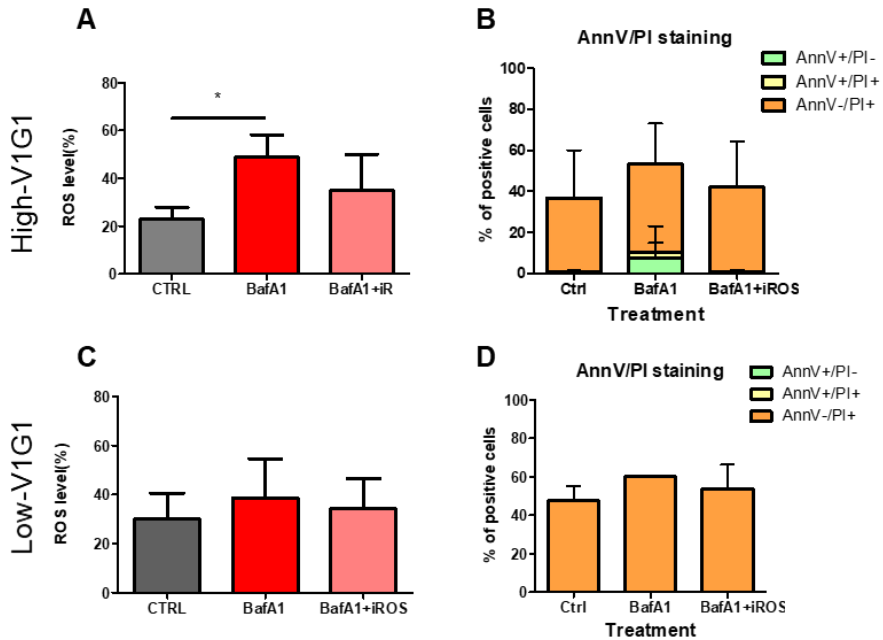 A
High-V1G1
ROS level(%)
80
60
40
20
0
*
CTRL
BafA1
BafA1+iR
B
AnnV/PI staining
AnnV+/PI-
AnnV+/PI+
AnnV-/PI+
% of positive cells
100
80
60
40
20
0
Ctrl
BafA1
BafA1+iROS
Treatment
C
Low-V1G1
ROS level(%)
80
60
40
20
0
CTRL
BafA1
BafA1+iROS
D
AnnV/PI staining
AnnV+/PI-
AnnV+/PI+
AnnV-/PI+
% of positive cells
100
80
60
40
20
0
Ctrl
BafA1
BafA1+iROS
Treatment